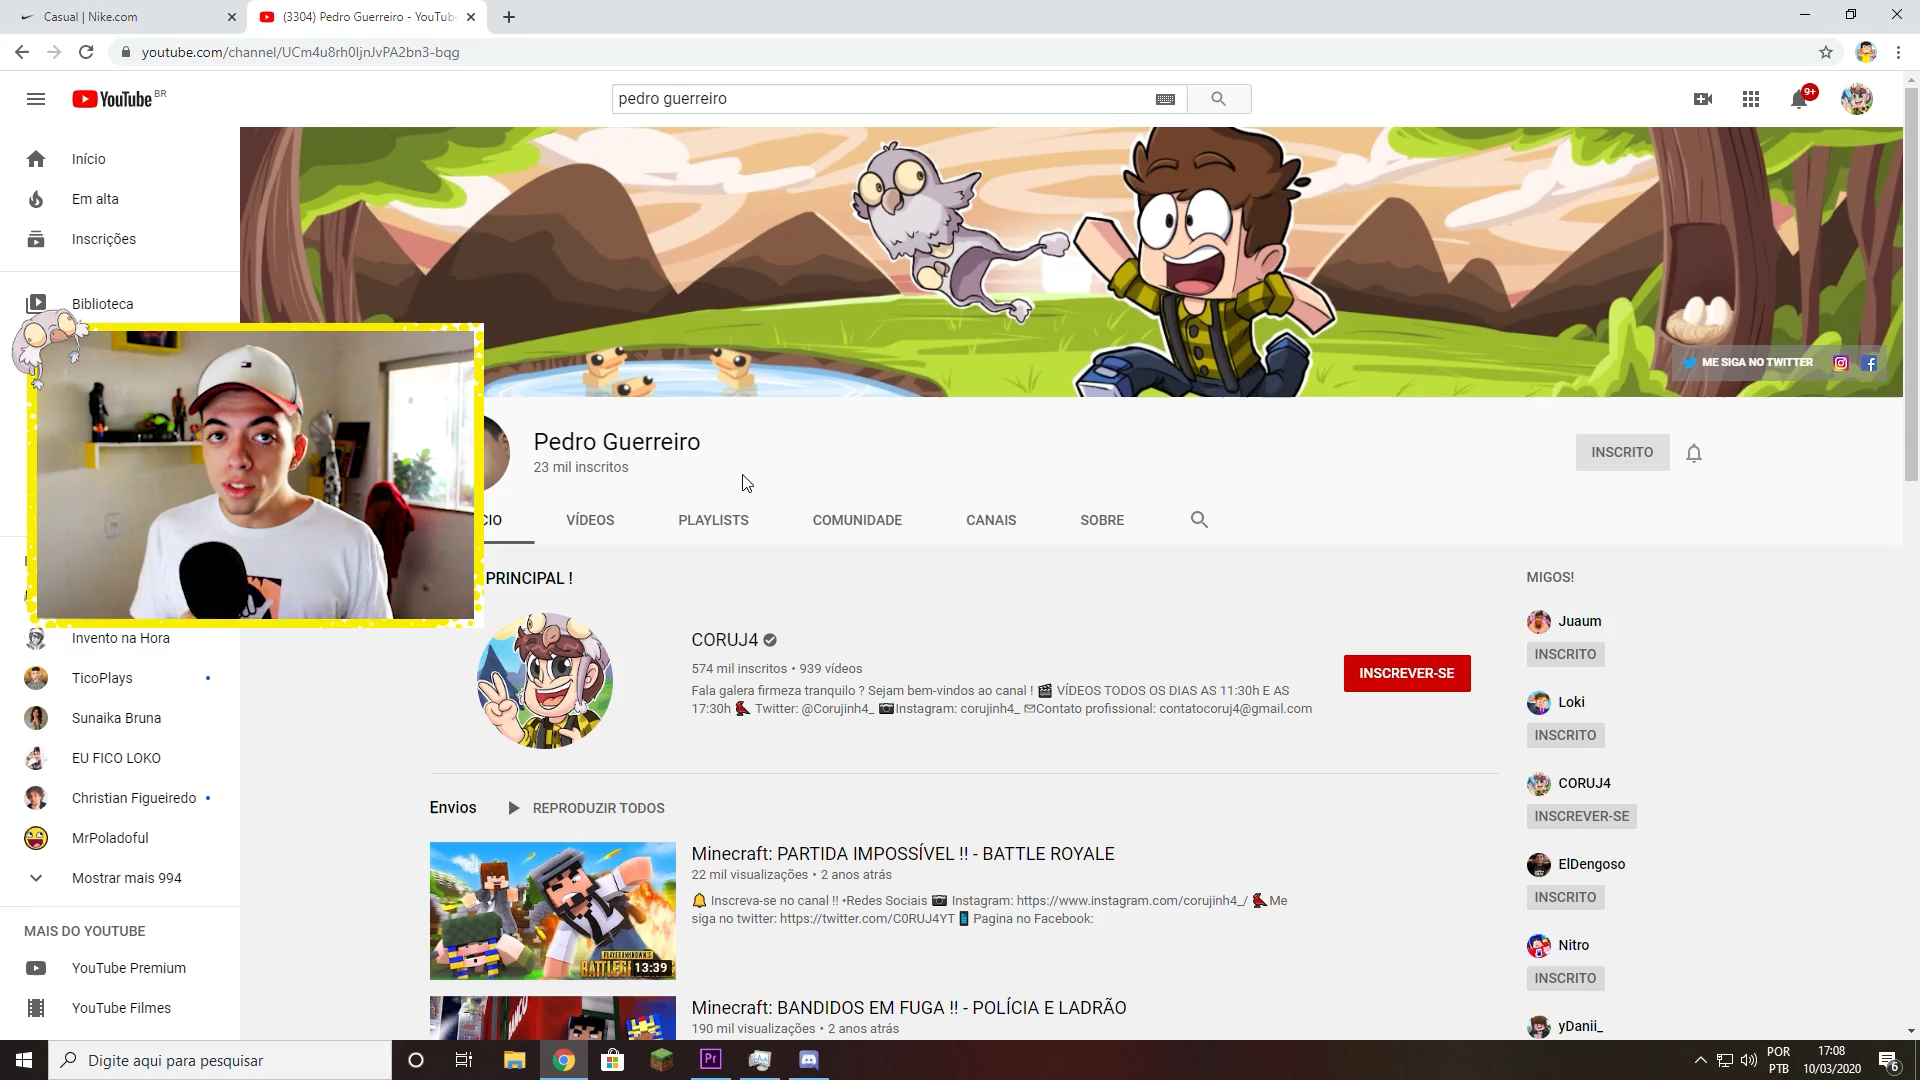 Casual | Nike.com
(3304) Pedro Guerreiro - YouTube
youtube.com/channel/UCm4u8rh0ljnJvPA2bn3-bqg
YouTube BR
pedro guerreiro
9+
Início
Em alta
Inscrições
Biblioteca
ME SIGA NO TWITTER
Pedro Guerreiro
23 mil inscritos
INSCRITO
CIO
VÍDEOS
PLAYLISTS
COMUNIDADE
CANAIS
SOBRE
PRINCIPAL !
CORUJ4
574 mil inscritos • 939 vídeos
Fala galera firmeza tranquilo ? Sejam bem-vindos ao canal ! 🎬 VÍDEOS TODOS OS DIAS AS 11:30h E AS
17:30h 🐦 Twitter: @Corujinh4_ 📷Instagram: corujinh4_ ✉Contato profissional: contatocoruj4@gmail.com
INSCREVER-SE
MIGOS!
Juaum
INSCRITO
Loki
INSCRITO
CORUJ4
INSCREVER-SE
ElDengoso
INSCRITO
Nitro
INSCRITO
yDanii_
Invento na Hora
TicoPlays
Sunaika Bruna
EU FICO LOKO
Christian Figueiredo
MrPoladoful
Mostrar mais 994
MAIS DO YOUTUBE
YouTube Premium
YouTube Filmes
Envios
REPRODUZIR TODOS
Minecraft: PARTIDA IMPOSSÍVEL !! - BATTLE ROYALE
22 mil visualizações • 2 anos atrás
🔔 Inscreva-se no canal !! •Redes Sociais 📷 Instagram: https://www.instagram.com/corujinh4_/ 🐦Me
siga no twitter: https://twitter.com/C0RUJ4YT 📱 Pagina no Facebook:
13:39
Minecraft: BANDIDOS EM FUGA !! - POLÍCIA E LADRÃO
190 mil visualizações • 2 anos atrás
Digite aqui para pesquisar
Pr
POR
PTB
17:08
10/03/2020
6